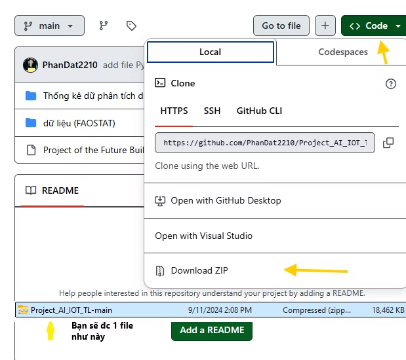 main
Go to file
Code
Local
Codespaces
PhanDat2210 add file Py
Clone
Thống kê dữ phân tích d
HTTPS SSH GitHub CLI
dữ liệu (FAOSTAT)
https://github.com/PhanDat2210/Project_AI_IOT_T
Project of the Future Buil
Clone using the web URL.
README
Open with GitHub Desktop
Open with Visual Studio
Download ZIP
Help people interested in this repository understand your project by adding a README.
Project_AI_IOT_TL-main 9/11/2024 2:08 PM Compressed (zipp... 18,462 KB
Bạn sẽ dc 1 file
như này
Add a README